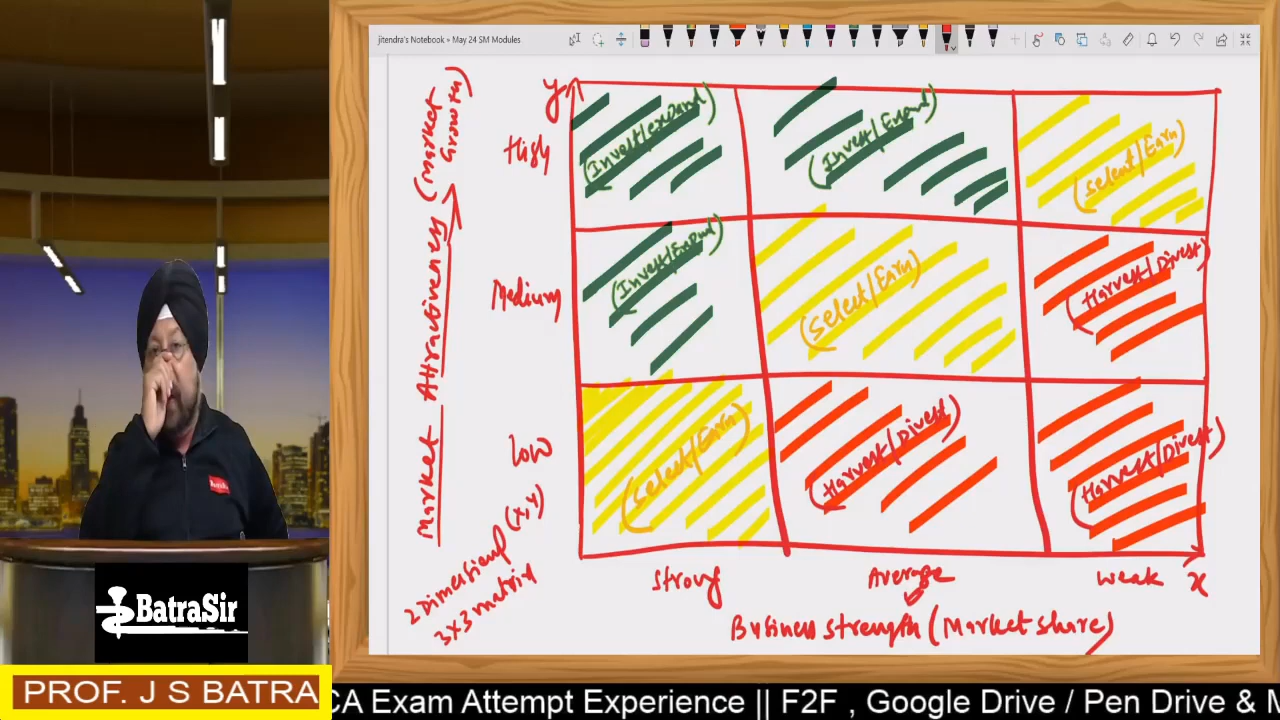 jitendra's Notebook » May 24 SM Modules
y
High
Medium
Low
Market Attractiveness (Market
Growth)
(Invest/expand)
(Invest/Expand)
(Select/Earn)
(Invest/Expand)
(Select/Earn)
(Harvest/Divest)
(Select/Earn)
(Harvest/Divest)
(Harvest/Divest)
2 Dimensional (x,y)
3x3 matrix
Strong
Average
Weak
x
Business strength (Market share)
BatraSir
PROF. J S BATRA
CA Exam Attempt Experience || F2F , Google Drive / Pen Drive & M